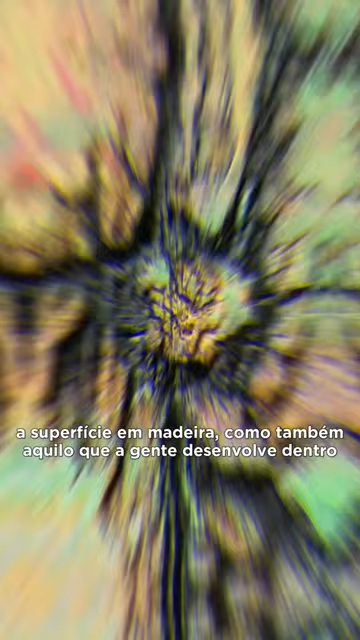 a superfície em madeira, como também
aquilo que a gente desenvolve dentro